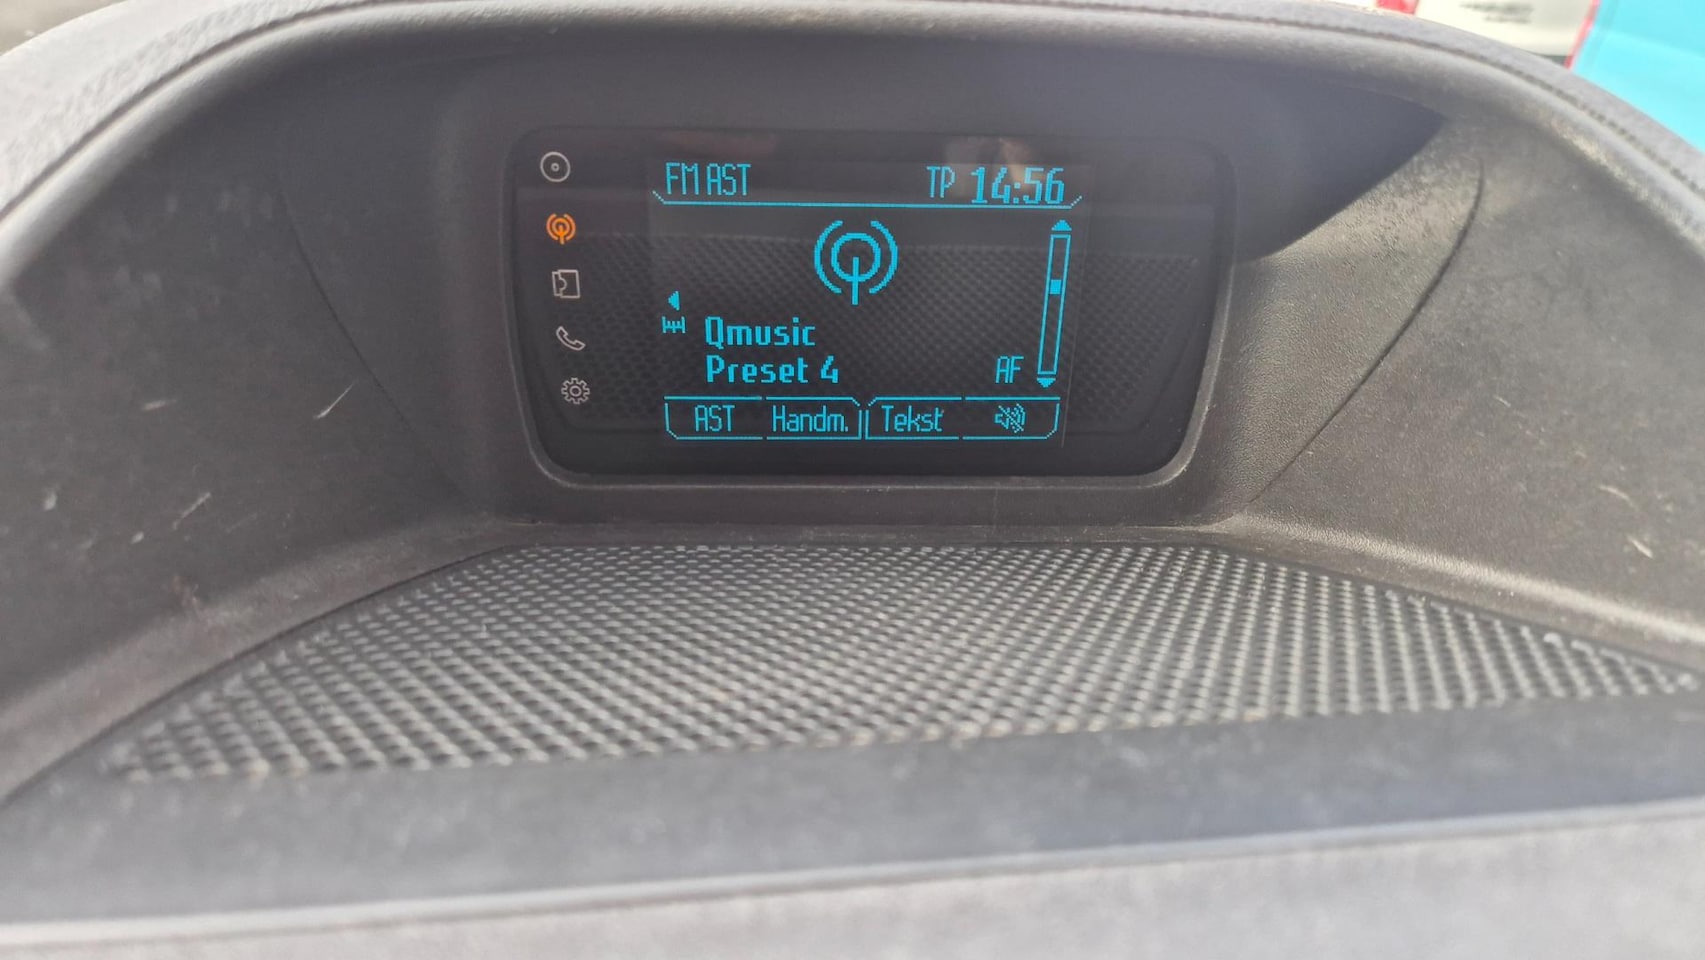 FM AST TP 14:56
Qmusic
Preset 4 AF
AST Handm. Tekst